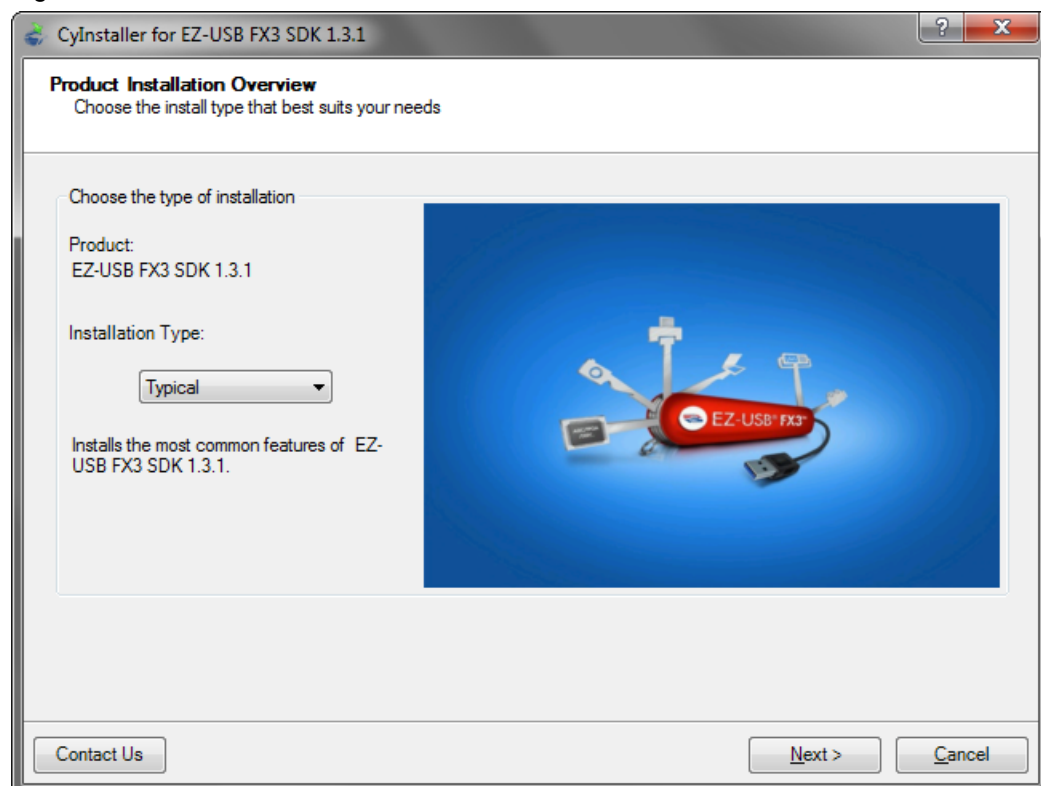 CyInstaller for EZ-USB FX3 SDK 1.3.1
Product Installation Overview
Choose the install type that best suits your needs
Choose the type of installation
Product:
EZ-USB FX3 SDK 1.3.1
Installation Type:
Typical
Installs the most common features of EZ-
USB FX3 SDK 1.3.1.
EZ-USB® FX3™
Contact Us
Next >
Cancel